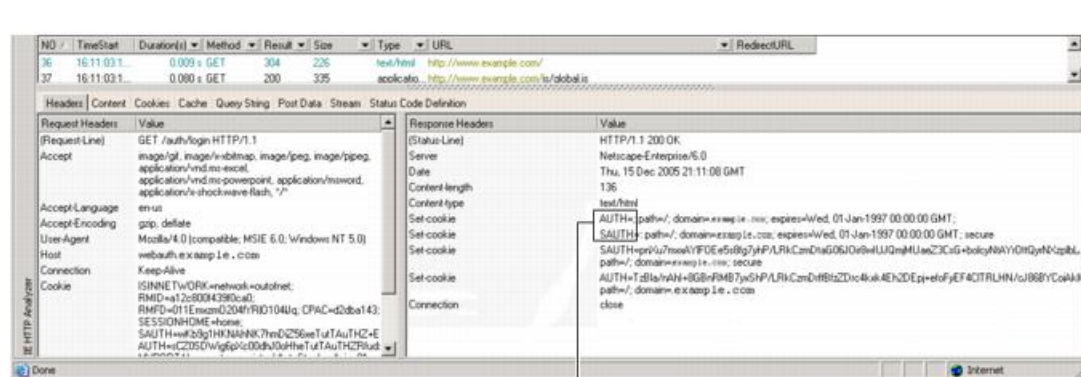 NO / TimeStart Duration(s) Method Result Size Type URL RedirectURL
36 16:11:03:1... 0.009 s GET 304 226 text/html http://www.example.com/
37 16:11:03:1... 0.080 s GET 200 335 applicatio... http://www.example.com/js/global.js
Headers Content Cookies Cache Query String Post Data Stream Status Code Definition
Request Headers Value
(Request-Line) GET /auth/login HTTP/1.1
Accept image/gif, image/x-xbitmap, image/jpeg, image/pjpeg,
application/vnd.ms-excel,
application/vnd.ms-powerpoint, application/msword,
application/x-shockwave-flash, */*
Accept-Language en-us
Accept-Encoding gzip, deflate
User-Agent Mozilla/4.0 (compatible; MSIE 6.0; Windows NT 5.0)
Host webauth.example.com
Connection Keep-Alive
Cookie ISINNETWORK=network=outofnet;
SESSIONHOME=home;
Response Headers Value
(Status-Line) HTTP/1.1 200 OK
Server Netscape-Enterprise/6.0
Date Thu, 15 Dec 2005 21:11:08 GMT
Content-length 136
Content-type text/html
Set-cookie AUTH=; path=/; domain=example.com; expires=Wed, 01-Jan-1997 00:00:00 GMT;
Set-cookie SAUTH=; path=/; domain=example.com; expires=Wed, 01-Jan-1997 00:00:00 GMT; secure
Set-cookie
path=/; domain=example.com; secure
Set-cookie
path=/; domain=example.com
Connection close
IE HTTP Analyzer
Done Internet